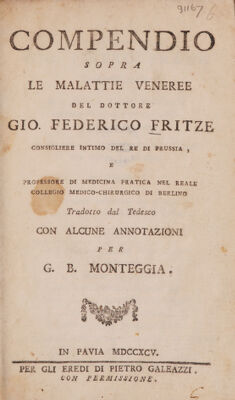 91167
COMPENDIO
SOPRA
LE MALATTIE VENEREE
DEL DOTTORE
GIO. FEDERICO FRITZE
CONSIGLIERE INTIMO DEL RE DI PRUSSIA,
E
PROFESSORE DI MEDICINA PRATICA NEL REALE
COLLEGIO MEDICO-CHIRURGICO DI BERLINO
Tradotto dal Tedesco
CON ALCUNE ANNOTAZIONI
PER
G. B. MONTEGGIA.
IN PAVIA MDCCXCV.
PER GLI EREDI DI PIETRO GALEAZZI.
CON PERMISSIONE.